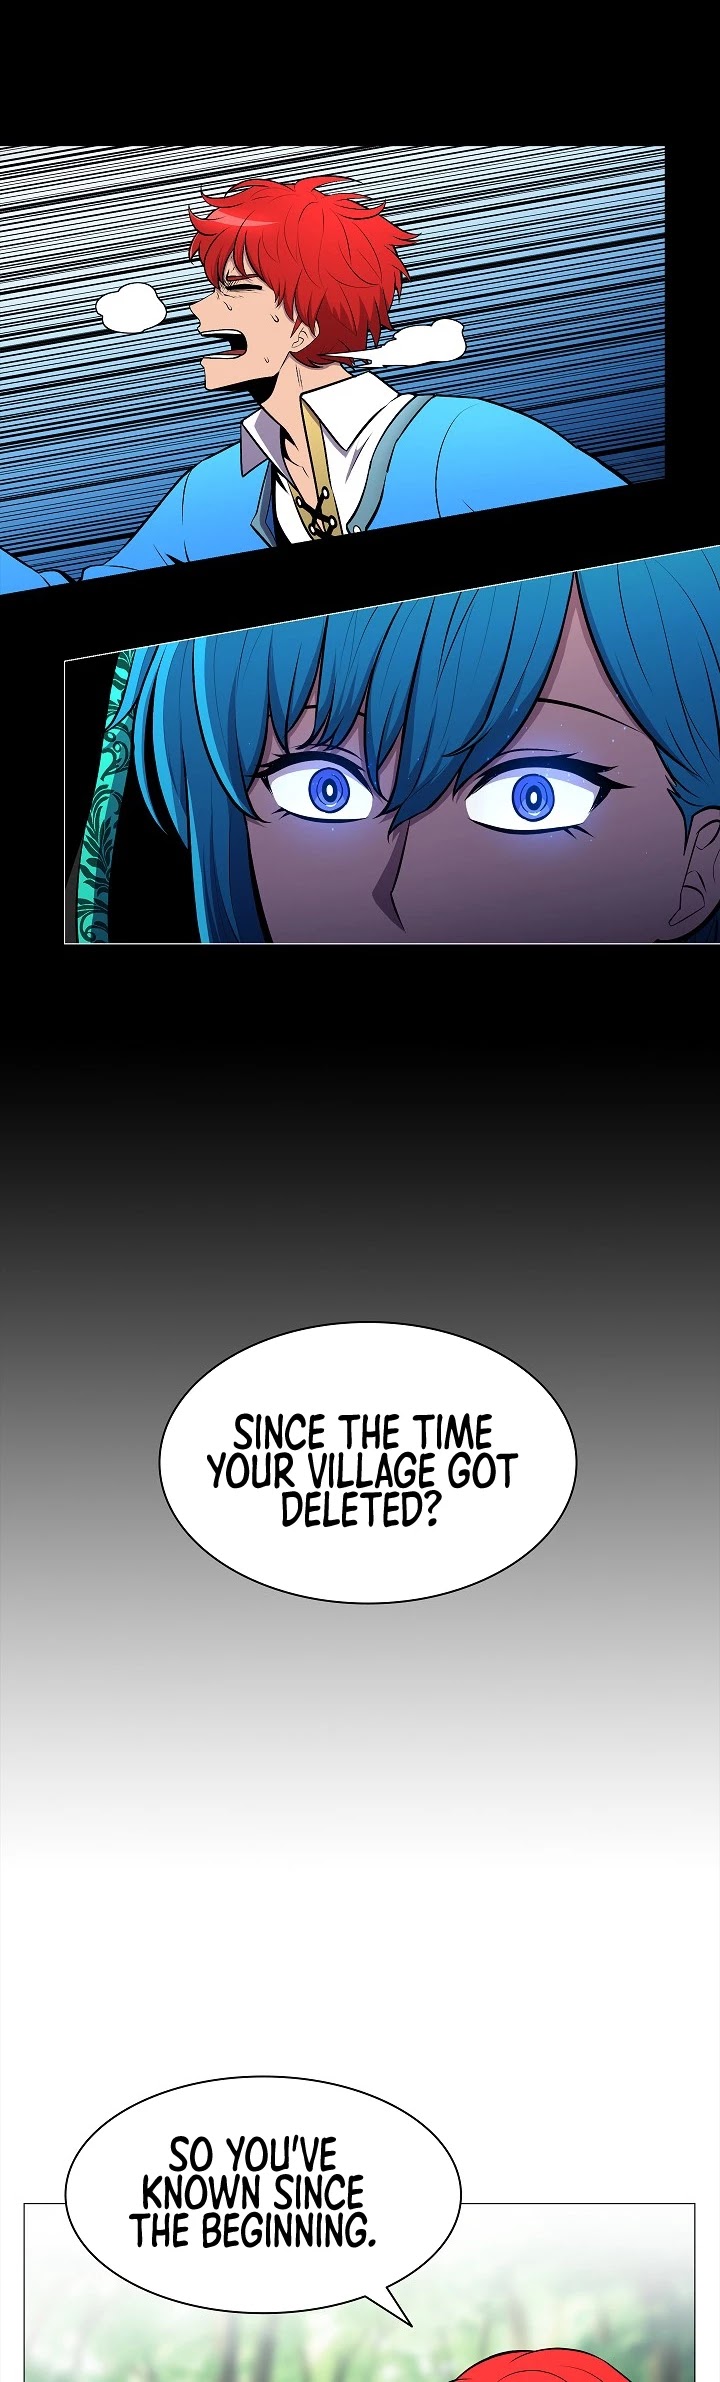 SINCE THE TIME
YOUR VILLAGE GOT
DELETED?
SO YOU'VE
KNOWN SINCE
THE BEGINNING.